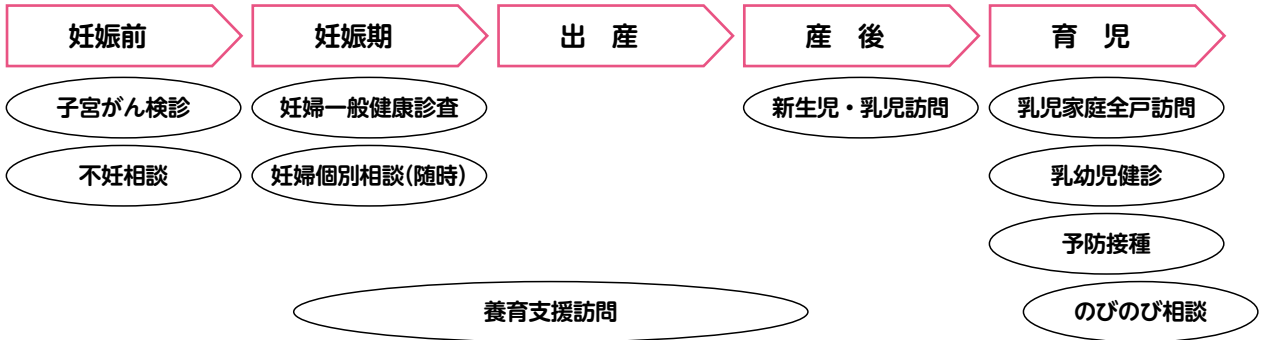 妊娠前
妊娠期
出 産
産 後
育 児
子宮がん検診
妊婦一般健康診査
新生児・乳児訪問
乳児家庭全戸訪問
不妊相談
妊婦個別相談(随時)
乳幼児健診
予防接種
養育支援訪問
のびのび相談